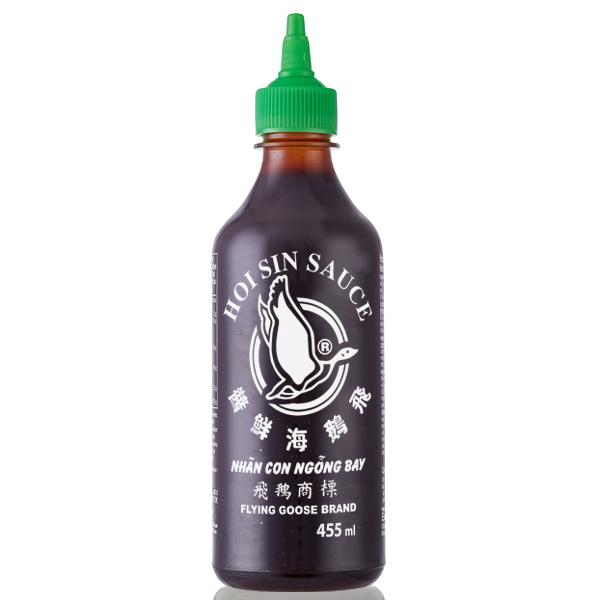 HOI SIN SAUCE
®
飛鵝海鮮醬
NHÃN CON NGỖNG BAY
飛鵝商標
FLYING GOOSE BRAND
455 ml